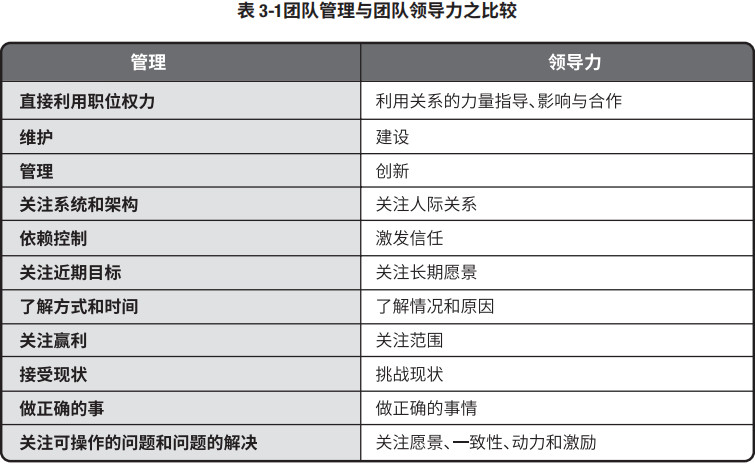 表 3-1团队管理与团队领导力之比较
管理 领导力
直接利用职位权力 利用关系的力量指导、影响与合作
维护 建设
管理 创新
关注系统和架构 关注人际关系
依赖控制 激发信任
关注近期目标 关注长期愿景
了解方式和时间 了解情况和原因
关注赢利 关注范围
接受现状 挑战现状
做正确的事 做正确的事情
关注可操作的问题和问题的解决 关注愿景、一致性、动力和激励